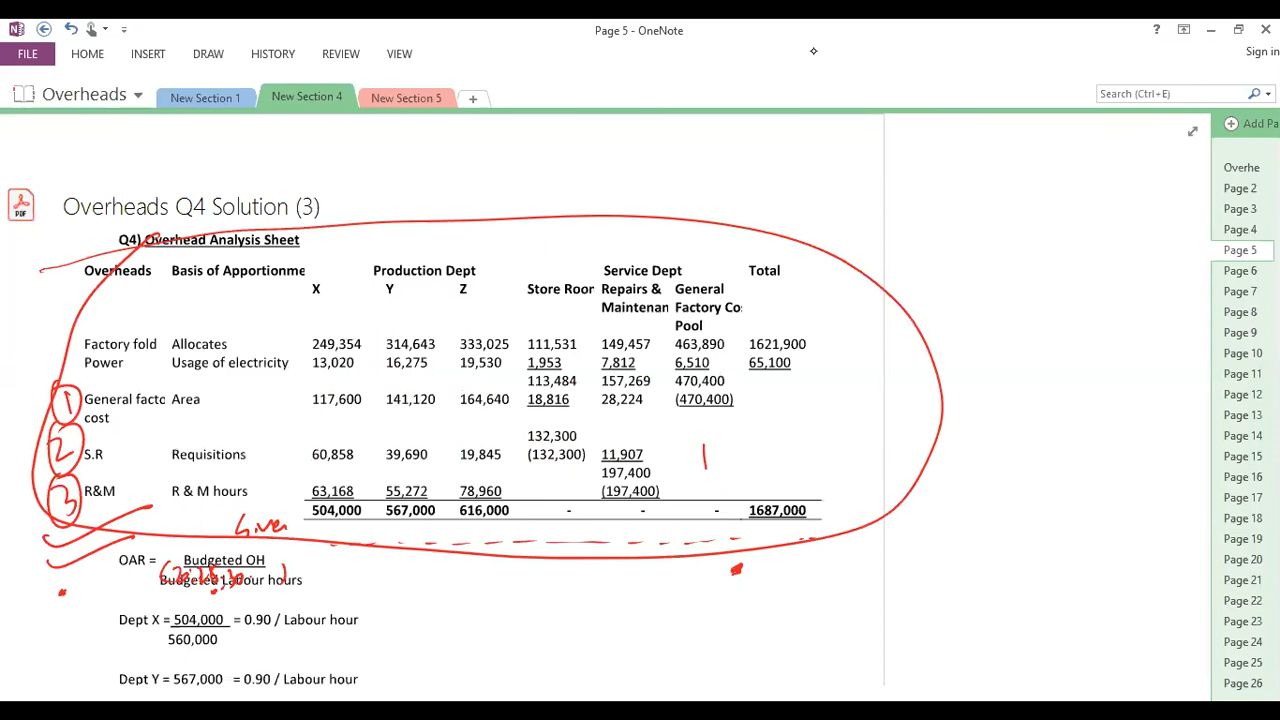 Page 5 - OneNote
?
Sign in
FILE HOME INSERT DRAW HISTORY REVIEW VIEW
Overheads New Section 1 New Section 4 New Section 5 + Search (Ctrl+E)
Add Pa
PDF
Overheads Q4 Solution (3)
Q4) Overhead Analysis Sheet
Overheads Basis of Apportionme Production Dept Service Dept Total
X Y Z Store Roor Repairs & General
Maintenan Factory Co
Pool
Factory fold Allocates 249,354 314,643 333,025 111,531 149,457 463,890 1621,900
Power Usage of electricity 13,020 16,275 19,530 1,953 7,812 6,510 65,100
113,484 157,269 470,400
1 General facto Area 117,600 141,120 164,640 18,816 28,224 (470,400)
cost
132,300
2 S.R Requisitions 60,858 39,690 19,845 (132,300) 11,907
197,400
3 R&M R & M hours 63,168 55,272 78,960 (197,400)
504,000 567,000 616,000 - - - 1687,000
Given
OAR = Budgeted OH
Budgeted Labour hours
Dept X = 504,000 = 0.90 / Labour hour
560,000
Dept Y = 567,000 = 0.90 / Labour hour
Overhe
Page 2
Page 3
Page 4
Page 5
Page 6
Page 7
Page 8
Page 9
Page 10
Page 11
Page 12
Page 13
Page 14
Page 15
Page 16
Page 17
Page 18
Page 19
Page 20
Page 21
Page 22
Page 23
Page 24
Page 25
Page 26